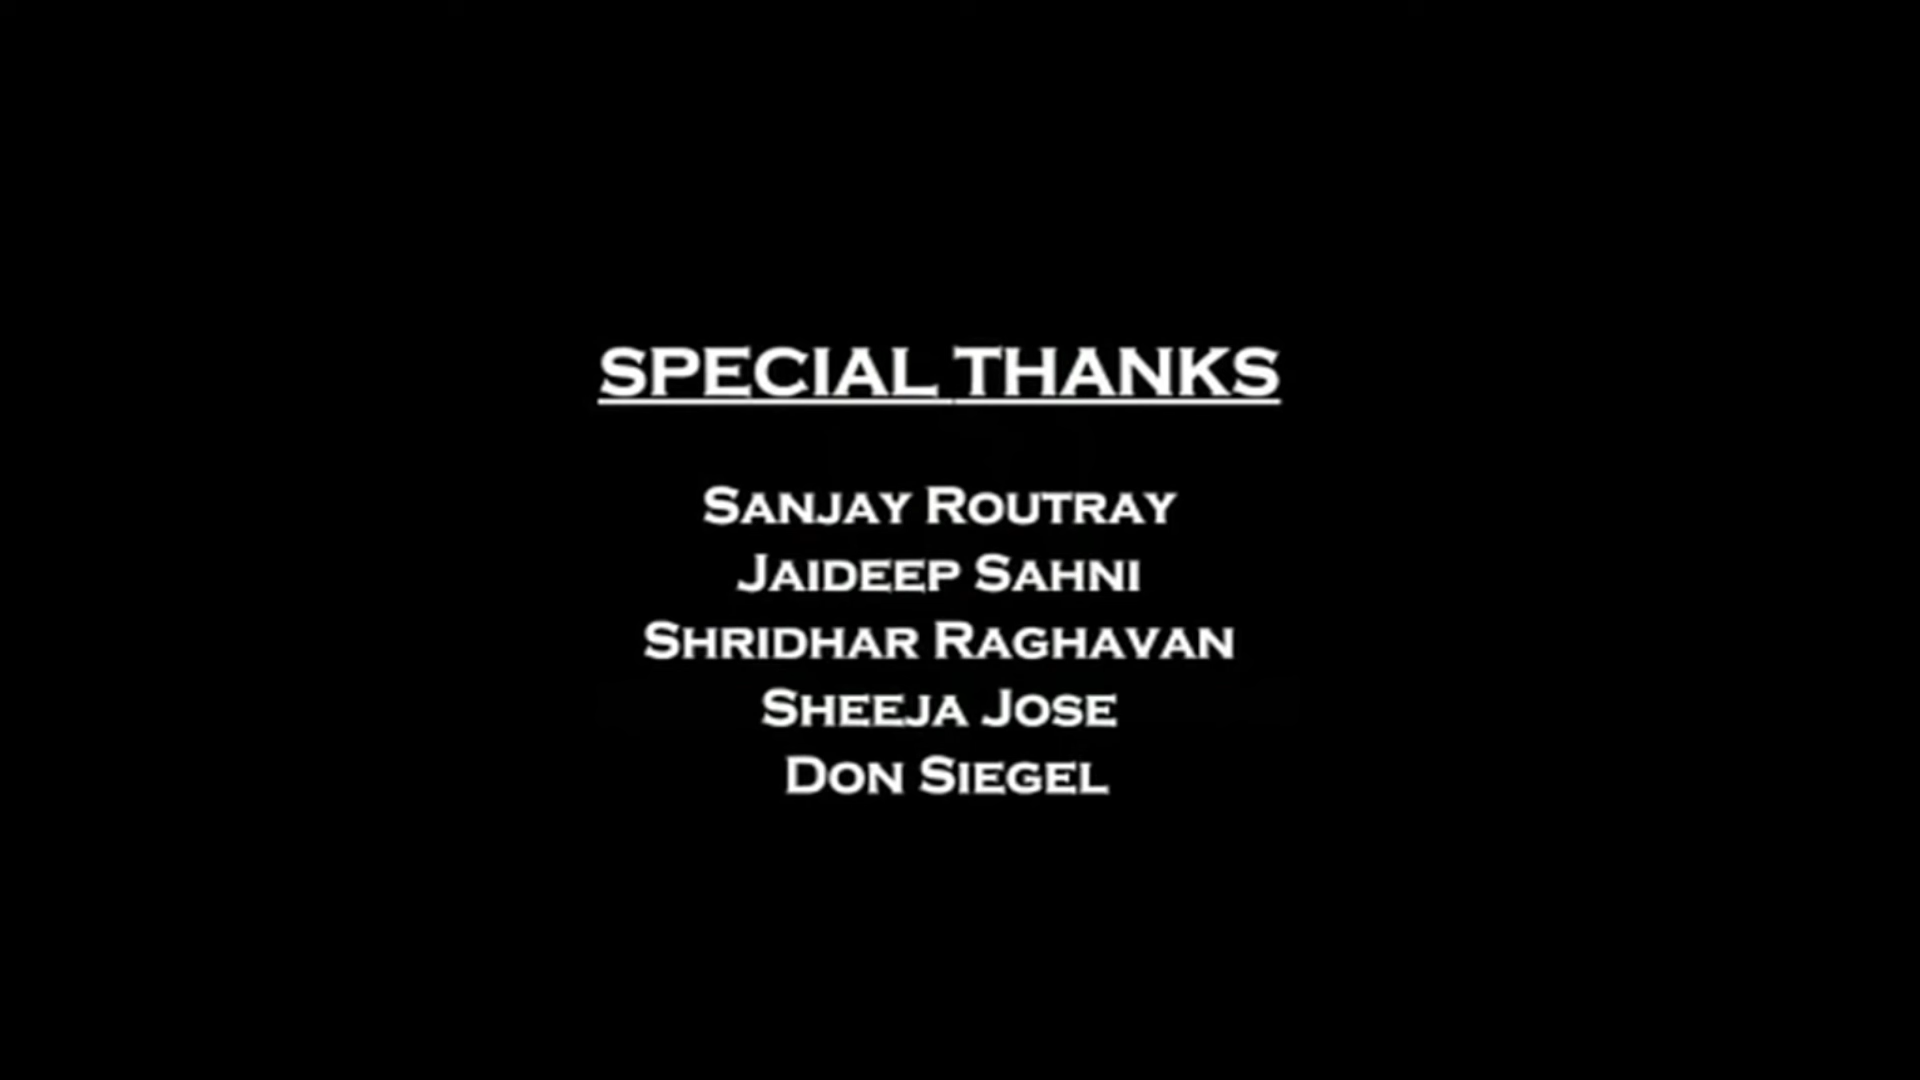 SPECIAL THANKS
SANJAY ROUTRAY
JAIDEEP SAHNI
SHRIDHAR RAGHAVAN
SHEEJA JOSE
DON SIEGEL